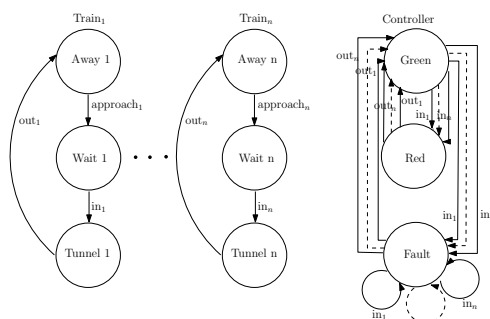 Train₁
Away 1
approach₁
Wait 1
out₁
in₁
Tunnel 1
Trainₙ
Away n
approachₙ
Wait n
outₙ
inₙ
Tunnel n
Controller
Green
outₙ
out₁
outₙ
out₁
in₁
inₙ
Red
in₁
in
Fault
in₁
inₙ